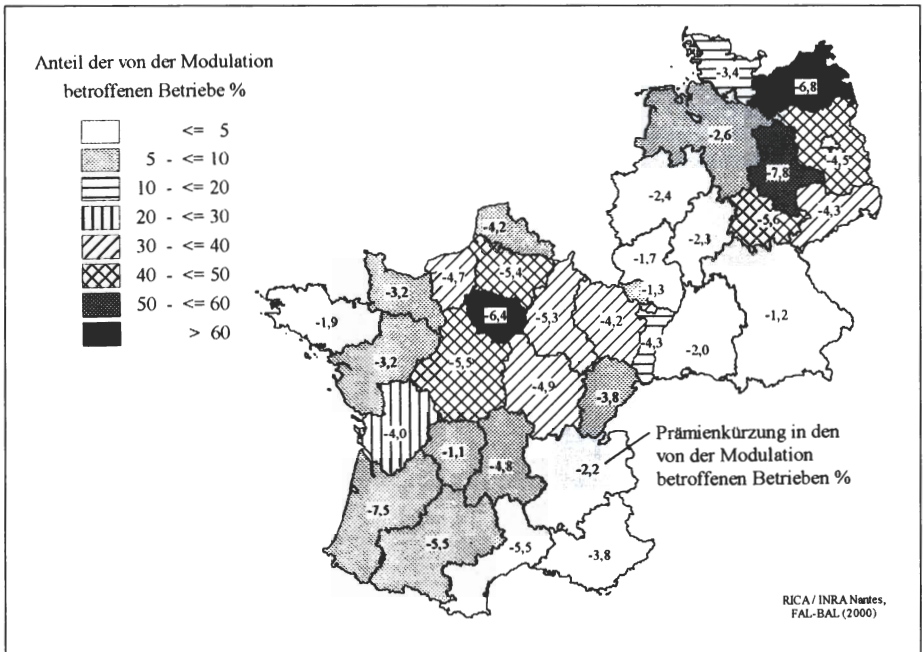 Anteil der von der Modulation
betroffenen Betriebe %
<= 5
5 - <= 10
10 - <= 20
20 - <= 30
30 - <= 40
40 - <= 50
50 - <= 60
> 60
-3,4
-6,8
-2,6
-4,5
-7,8
-2,4
-4,3
-5,6
-2,3
-1,7
-1,3
-1,2
-4,3
-2,0
-4,2
-4,7
-5,4
-3,2
-6,4
-5,3
-4,2
-1,9
-3,2
-5,5
-4,9
-3,8
-4,0
-1,1
-4,8
-2,2
Prämienkürzung in den
von der Modulation
betroffenen Betrieben %
-7,5
-5,5
-5,5
-3,8
RICA / INRA Nantes,
FAL-BAL (2000)